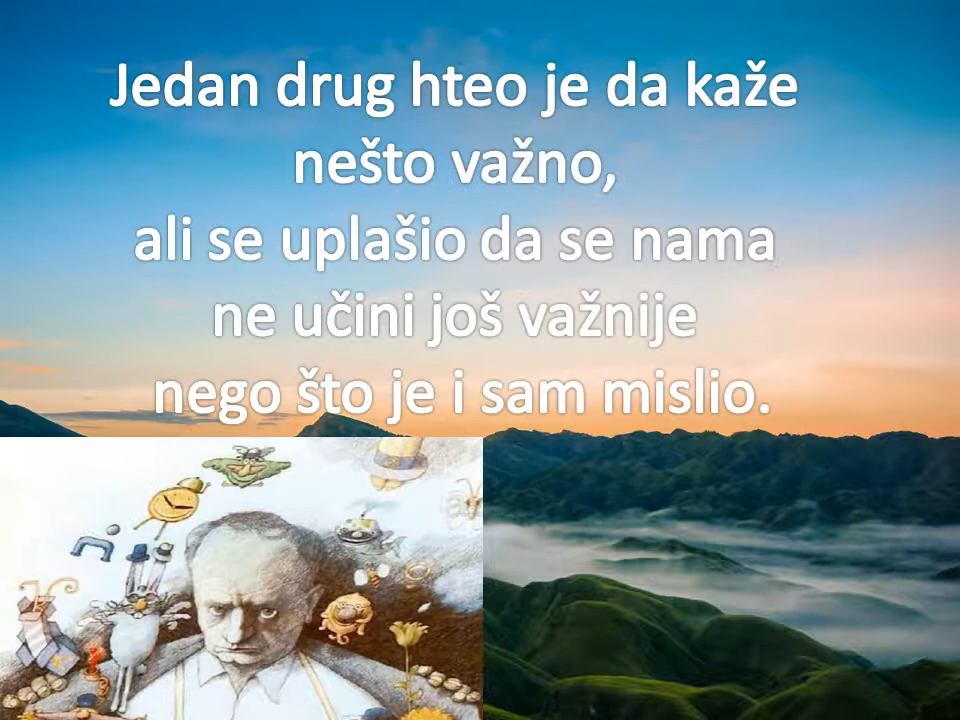 Jedan drug hteo je da kaže
nešto važno,
ali se uplašio da se nama
ne učini još važnije
nego što je i sam mislio.